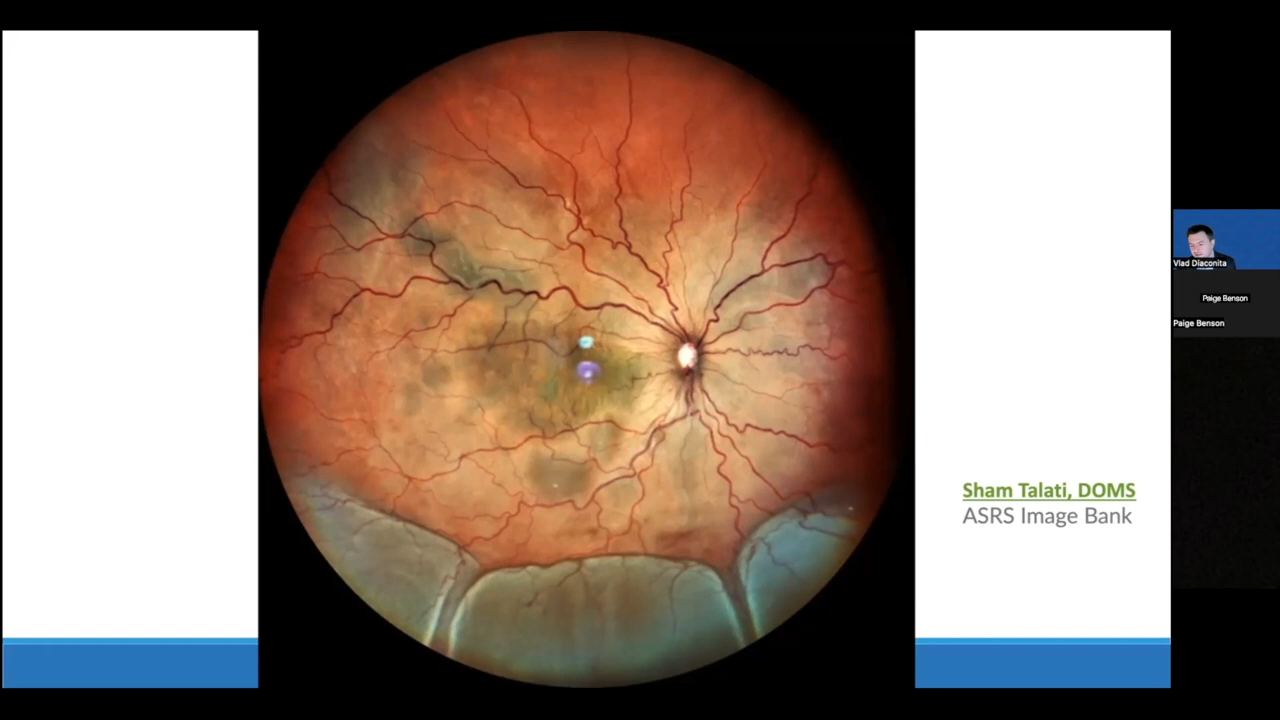 Sham Talati, DOMS
ASRS Image Bank
Vlad Diaconita
Paige Benson
Paige Benson